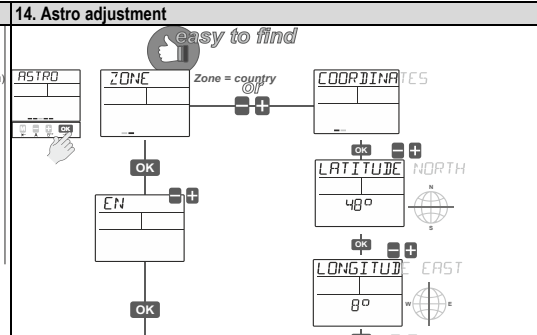 14. Astro adjustment
easy to find
ASTRO
ZONE
Zone = country
or
- +
COORDINATES
OK
OK
OK
- +
LATITUDE NORTH
48°
N
S
EN
- +
OK
- +
LONGITUDE EAST
8°
W E
OK